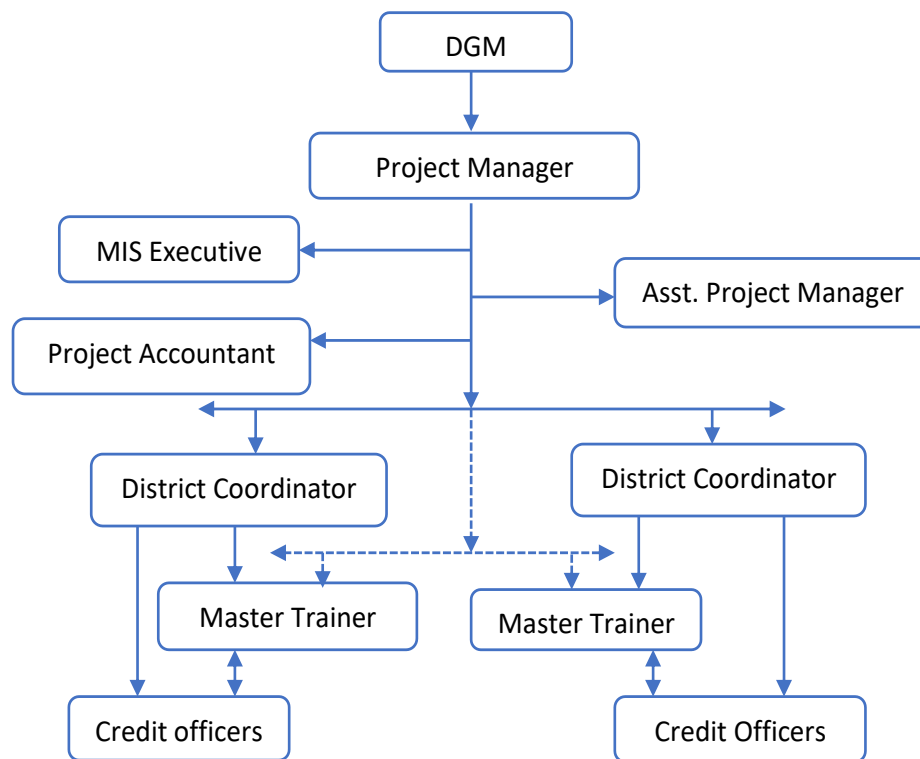 DGM
Project Manager
MIS Executive
Asst. Project Manager
Project Accountant
District Coordinator
District Coordinator
Master Trainer
Master Trainer
Credit officers
Credit Officers